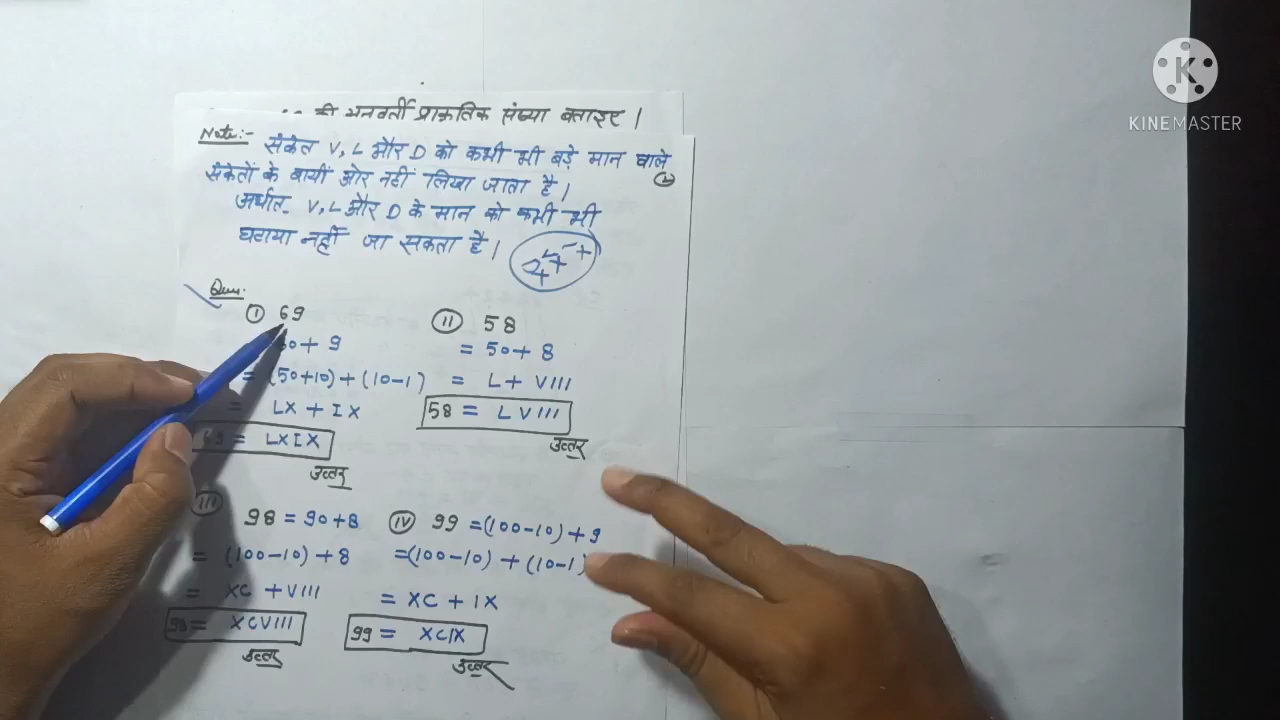 की प्राकृतिक संख्या बताइए।
Note:- संकेत V, L और D को कभी भी बड़े मान वाले
संकेतों के बायीं ओर नहीं लिखा जाता है।
अर्थात- V, L और D के मान को कभी भी
घटाया नहीं जा सकता है।
Ques:
(I) 69
60 + 9
= (50+10) + (10-1)
= LX + IX
69 = LXIX
उत्तर
(II) 58
= 50 + 8
= L + VIII
58 = LVIII
उत्तर
(III) 98 = 90+8
= (100-10) + 8
= XC + VIII
98 = XCVIII
उत्तर
(IV) 99 = (100-10) + 9
= (100-10) + (10-1)
= XC + IX
99 = XCIX
उत्तर
KINEMASTER